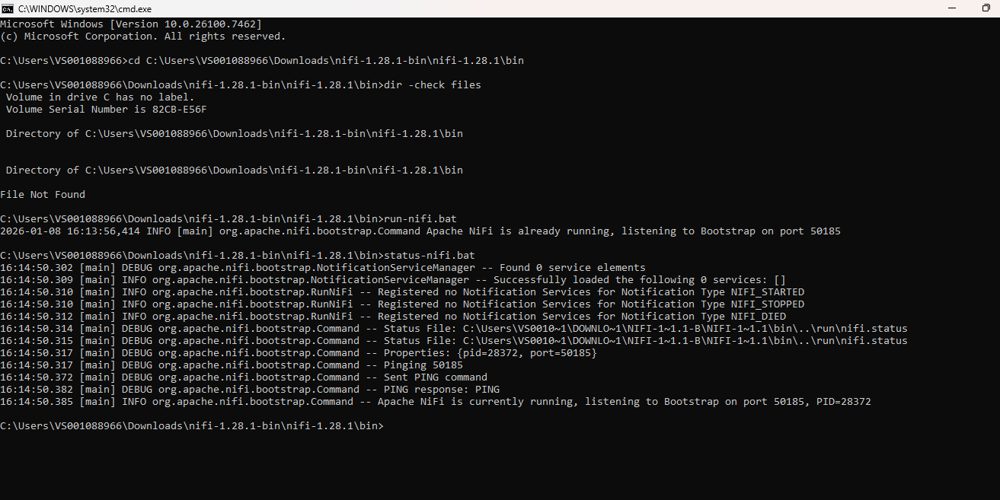 C:\WINDOWS\system32\cmd.exe
Microsoft Windows [Version 10.0.26100.7462]
(c) Microsoft Corporation. All rights reserved.
C:\Users\VS001088966>cd C:\Users\VS001088966\Downloads\nifi-1.28.1-bin\nifi-1.28.1\bin
C:\Users\VS001088966\Downloads\nifi-1.28.1-bin\nifi-1.28.1\bin>dir -check files
Volume in drive C has no label.
Volume Serial Number is 82CB-E56F
Directory of C:\Users\VS001088966\Downloads\nifi-1.28.1-bin\nifi-1.28.1\bin
Directory of C:\Users\VS001088966\Downloads\nifi-1.28.1-bin\nifi-1.28.1\bin
File Not Found
C:\Users\VS001088966\Downloads\nifi-1.28.1-bin\nifi-1.28.1\bin>run-nifi.bat
2026-01-08 16:13:56,414 INFO [main] org.apache.nifi.bootstrap.Command Apache NiFi is already running, listening to Bootstrap on port 50185
C:\Users\VS001088966\Downloads\nifi-1.28.1-bin\nifi-1.28.1\bin>status-nifi.bat
16:14:50.302 [main] DEBUG org.apache.nifi.bootstrap.NotificationServiceManager -- Found 0 service elements
16:14:50.309 [main] INFO org.apache.nifi.bootstrap.NotificationServiceManager -- Successfully loaded the following 0 services: []
16:14:50.310 [main] INFO org.apache.nifi.bootstrap.RunNiFi -- Registered no Notification Services for Notification Type NIFI_STARTED
16:14:50.310 [main] INFO org.apache.nifi.bootstrap.RunNiFi -- Registered no Notification Services for Notification Type NIFI_STOPPED
16:14:50.312 [main] INFO org.apache.nifi.bootstrap.RunNiFi -- Registered no Notification Services for Notification Type NIFI_DIED
16:14:50.314 [main] DEBUG org.apache.nifi.bootstrap.Command -- Status File: C:\Users\VS0010~1\DOWNLO~1\NIFI-1~1.1-B\NIFI-1~1.1\bin\..\run\nifi.status
16:14:50.315 [main] DEBUG org.apache.nifi.bootstrap.Command -- Status File: C:\Users\VS0010~1\DOWNLO~1\NIFI-1~1.1-B\NIFI-1~1.1\bin\..\run\nifi.status
16:14:50.317 [main] DEBUG org.apache.nifi.bootstrap.Command -- Properties: {pid=28372, port=50185}
16:14:50.317 [main] DEBUG org.apache.nifi.bootstrap.Command -- Pinging 50185
16:14:50.372 [main] DEBUG org.apache.nifi.bootstrap.Command -- Sent PING command
16:14:50.382 [main] DEBUG org.apache.nifi.bootstrap.Command -- PING response: PING
16:14:50.385 [main] INFO org.apache.nifi.bootstrap.Command -- Apache NiFi is currently running, listening to Bootstrap on port 50185, PID=28372
C:\Users\VS001088966\Downloads\nifi-1.28.1-bin\nifi-1.28.1\bin>